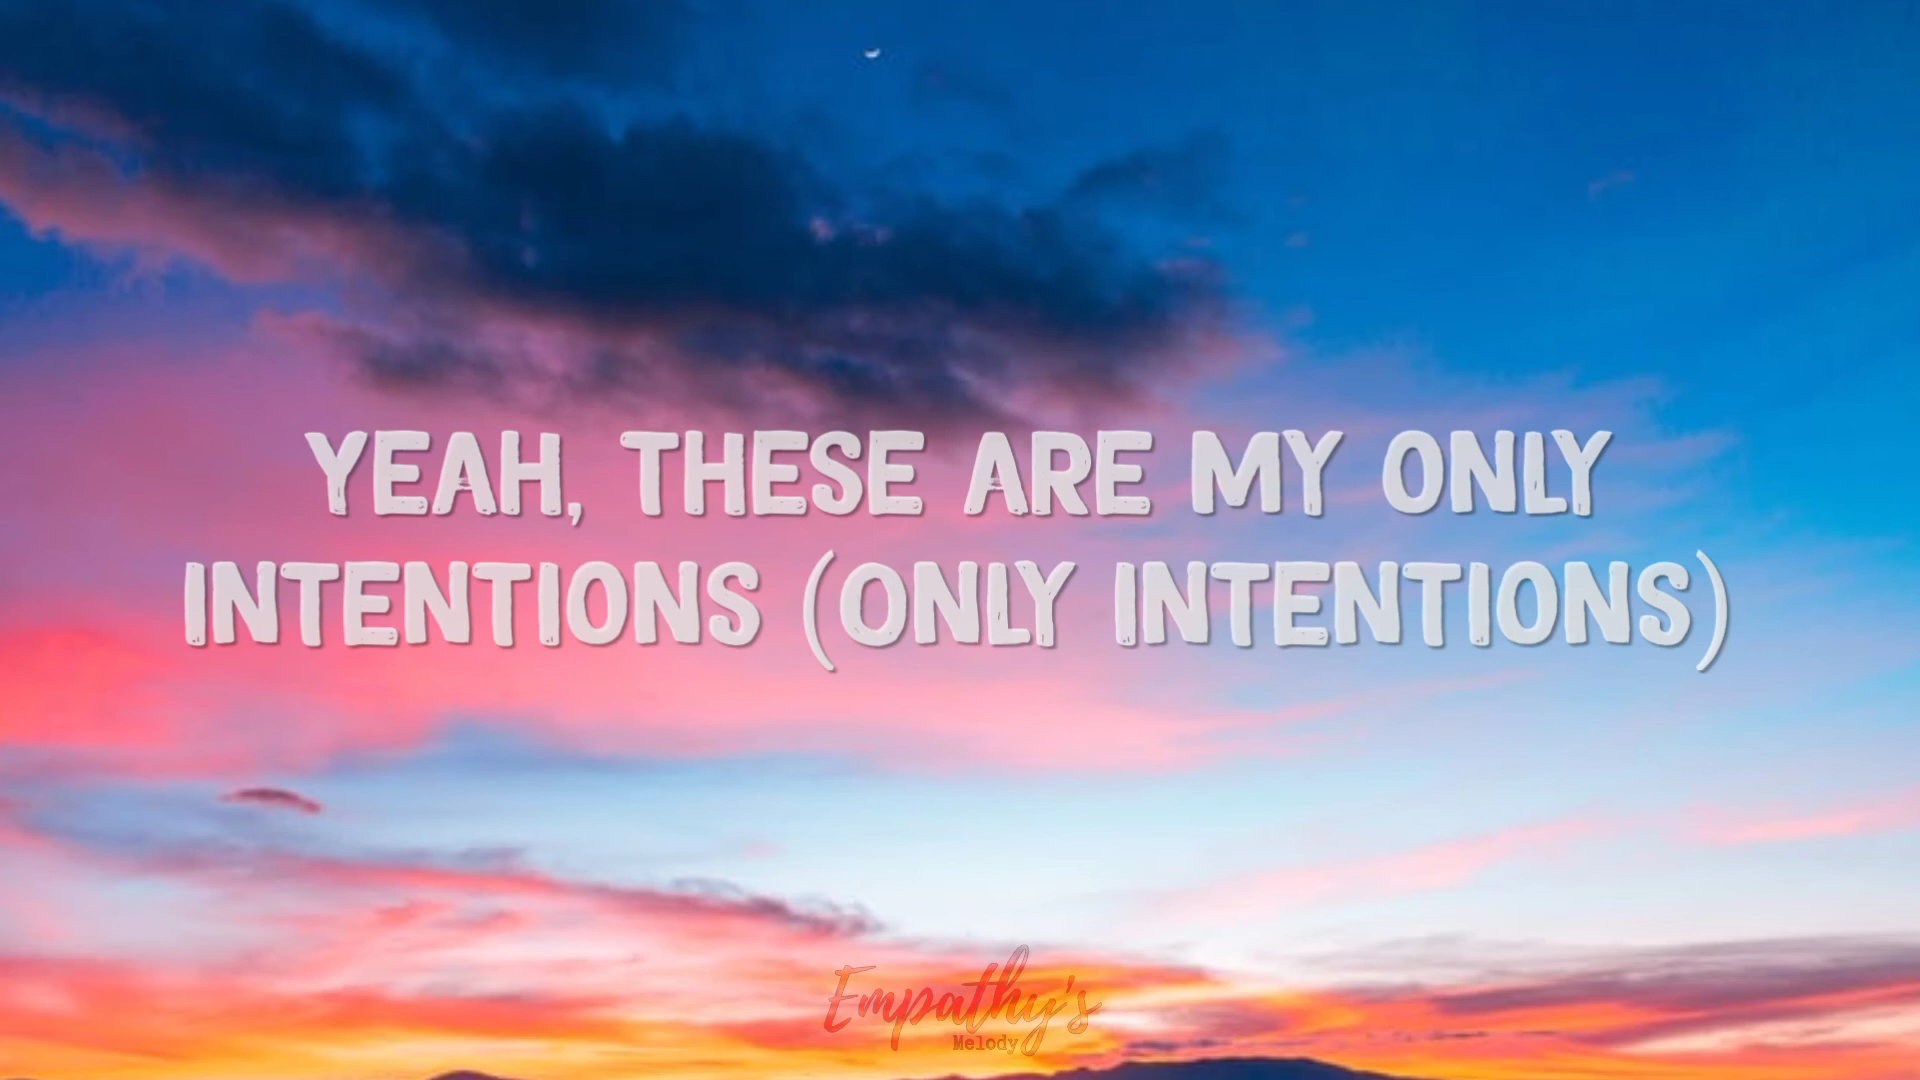 YEAH, THESE ARE MY ONLY
INTENTIONS (ONLY INTENTIONS)
Empathy's
Melody